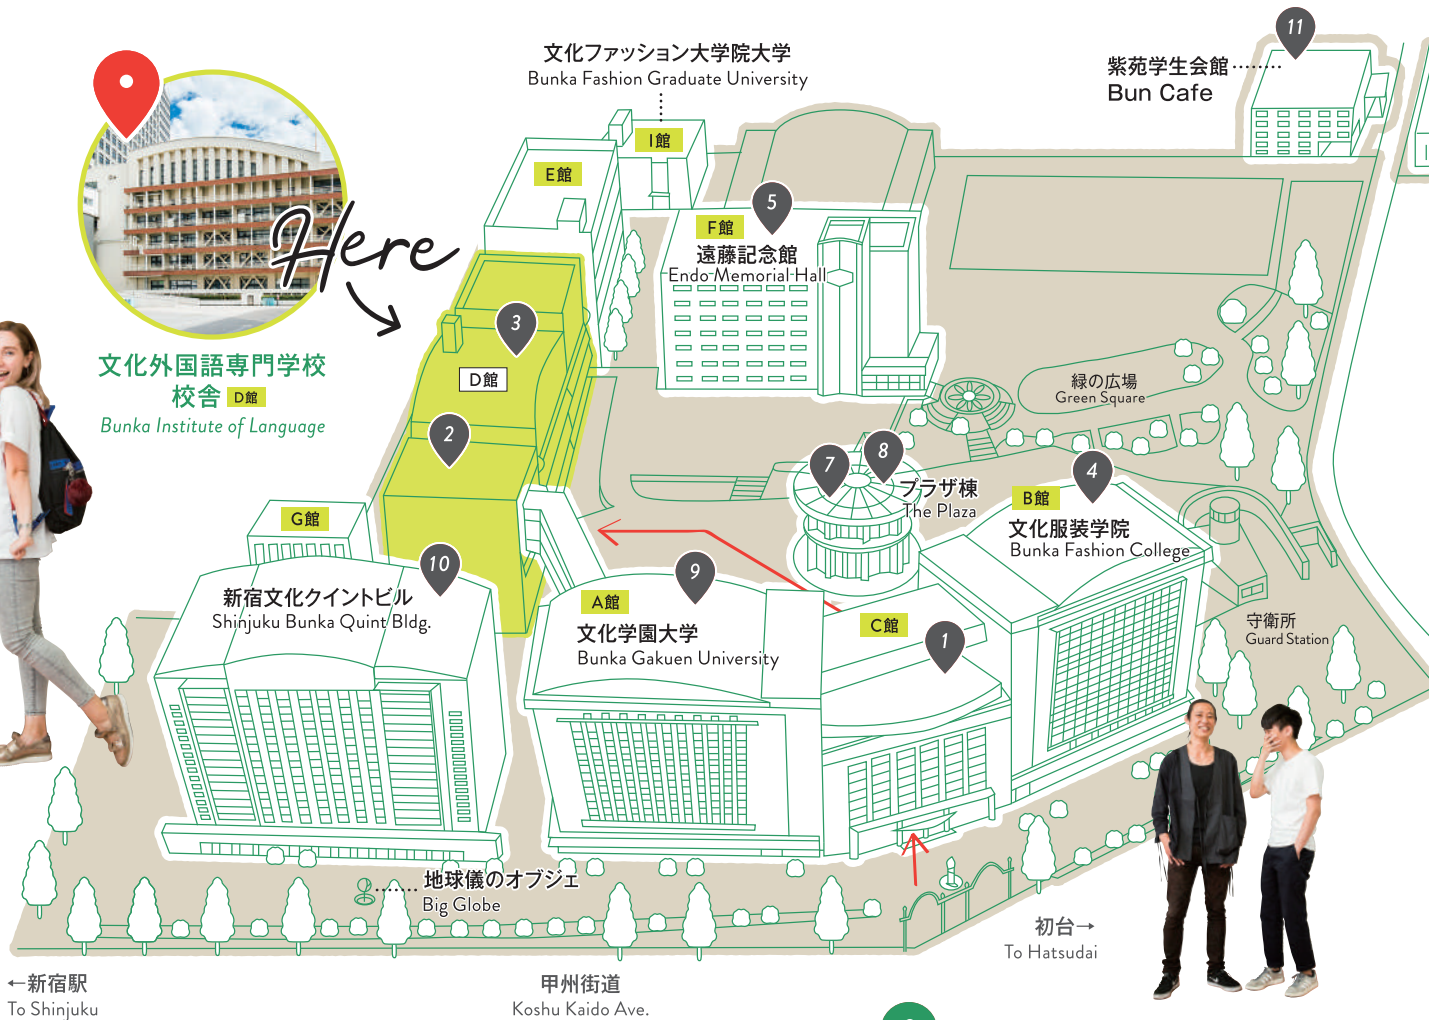 11
文化ファッション大学院大学
Bunka Fashion Graduate University
紫苑学生会館
Bun Cafe
I館
E館
5
F館
遠藤記念館
Endo Memorial Hall
Here
3
D館
文化外国語専門学校
校舎 D館
Bunka Institute of Language
緑の広場
Green Square
2
7
8
プラザ棟
The Plaza
4
B館
文化服装学院
Bunka Fashion College
G館
10
新宿文化クイントビル
Shinjuku Bunka Quint Bldg.
9
A館
文化学園大学
Bunka Gakuen University
C館
1
守衛所
Guard Station
地球儀のオブジェ
Big Globe
初台→
To Hatsudai
←新宿駅
To Shinjuku
甲州街道
Koshu Kaido Ave.